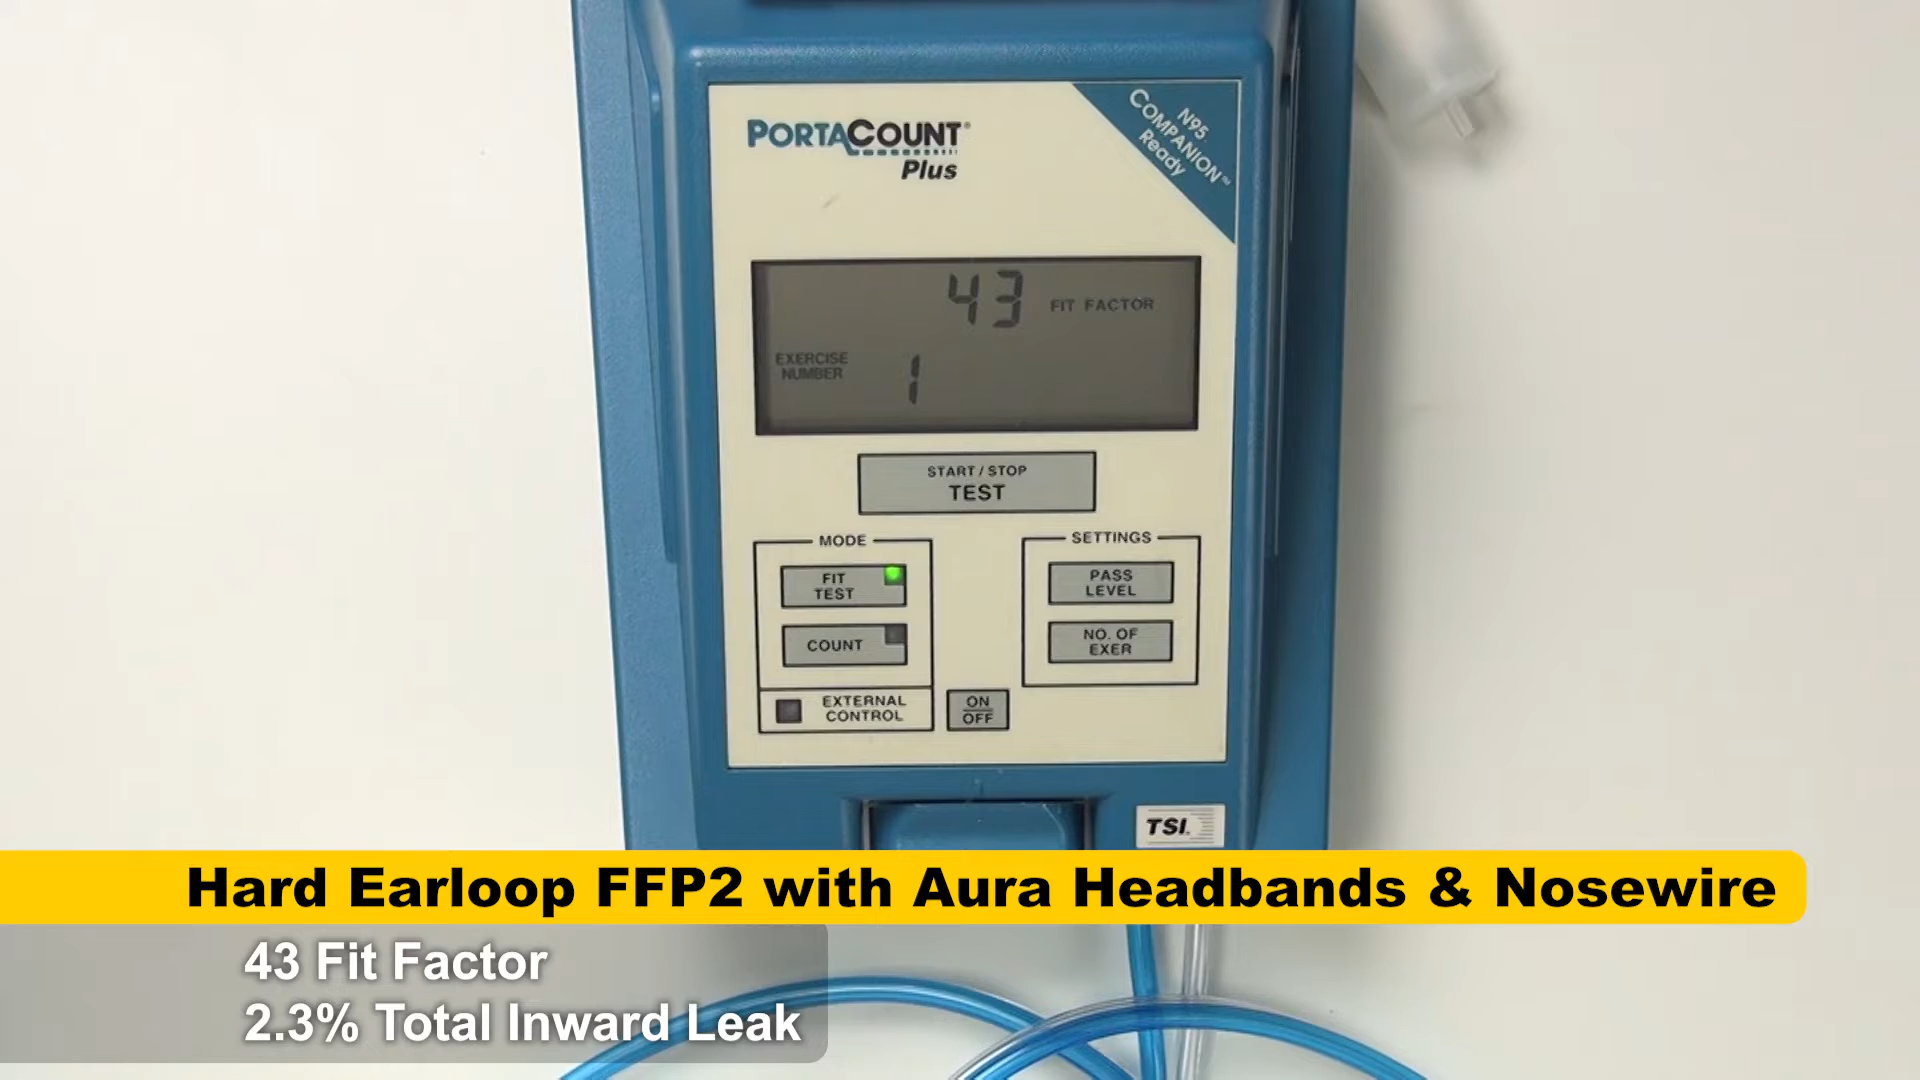 PORTACOUNT®
Plus
N95
COMPANION™
Ready
43 FIT FACTOR
EXERCISE
NUMBER
1
START / STOP
TEST
MODE
FIT
TEST
COUNT
EXTERNAL
CONTROL
ON
OFF
SETTINGS
PASS
LEVEL
NO. OF
EXER
TSI
Hard Earloop FFP2 with Aura Headbands & Nosewire
43 Fit Factor
2.3% Total Inward Leak